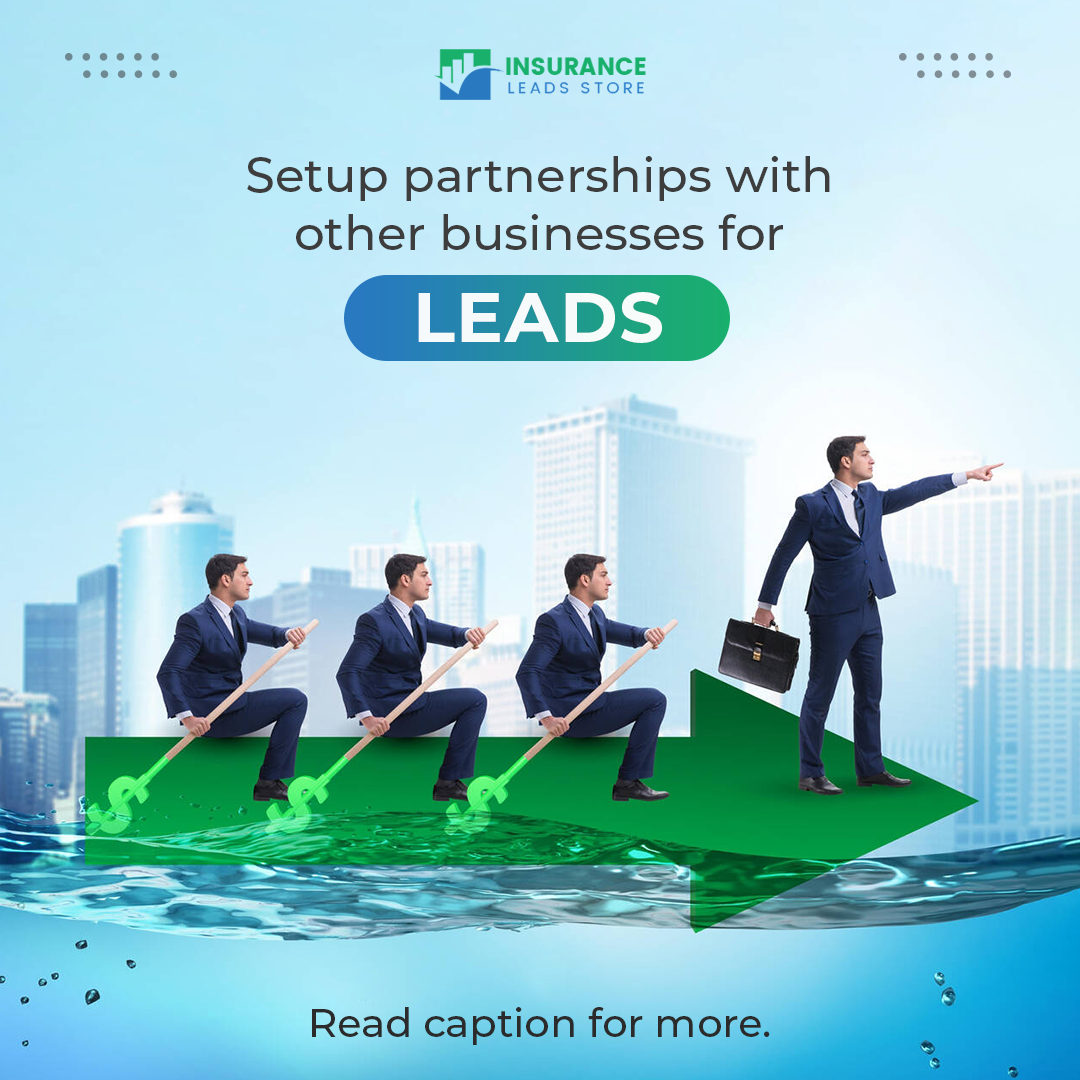 INSURANCE
LEADS STORE
Setup partnerships with
other businesses for
LEADS
Read caption for more.